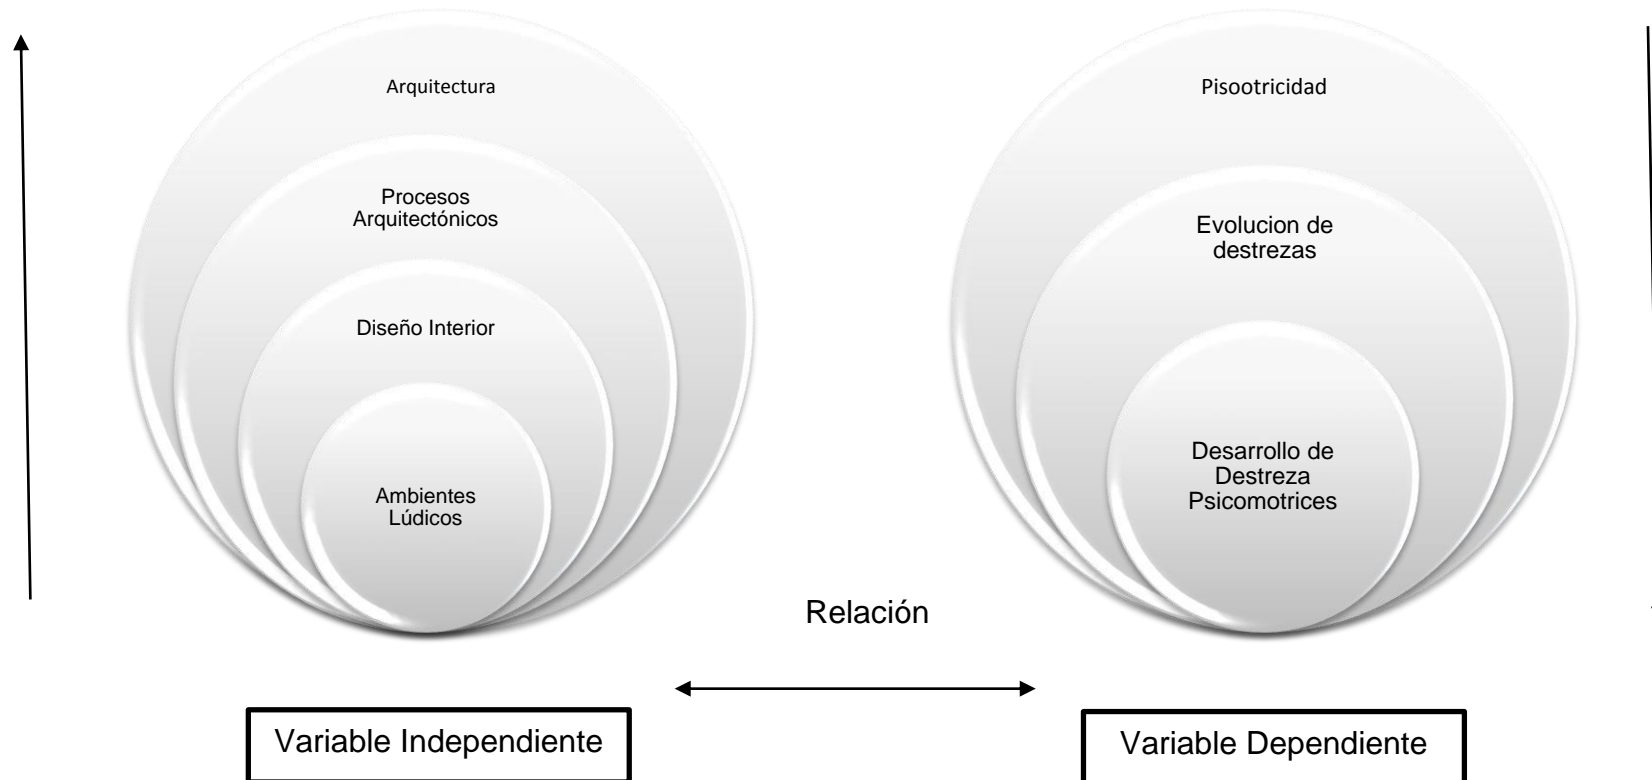 Arquitectura
Procesos
Arquitectónicos
Diseño Interior
Ambientes
Lúdicos
Pisootricidad
Evolucion de
destrezas
Desarrollo de
Destreza
Psicomotrices
Relación
Variable Independiente
Variable Dependiente